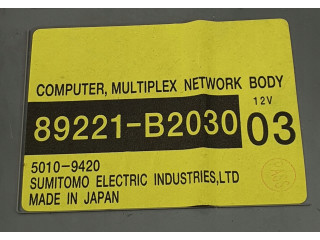 COMPUTER, MULTIPLEX NETWORK BODY
12V
89221-B2030 03
5010-9420
SUMITOMO ELECTRIC INDUSTRIES,LTD
MADE IN JAPAN